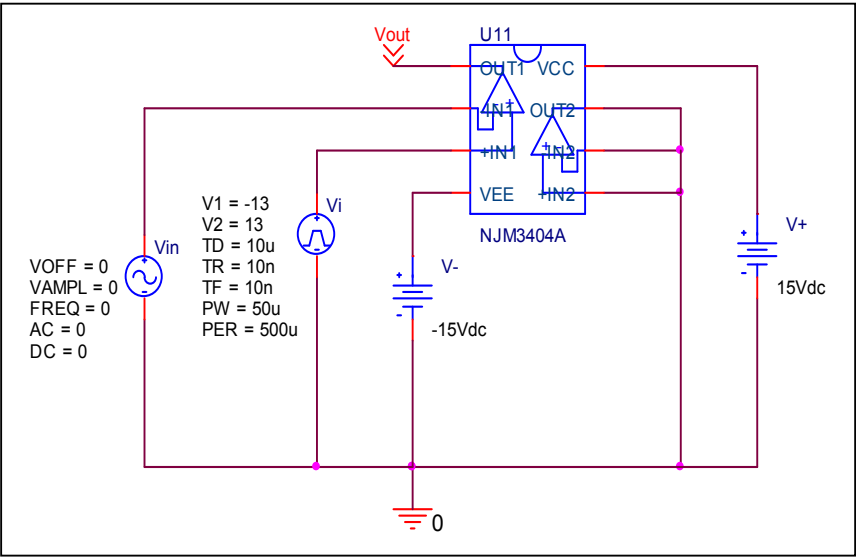 Vout
U11
OUT1 VCC
-IN1 OUT2
+IN1 -IN2
VEE +IN2
NJM3404A
Vin
VOFF = 0
VAMPL = 0
FREQ = 0
AC = 0
DC = 0
V1 = -13
V2 = 13
TD = 10u
TR = 10n
TF = 10n
PW = 50u
PER = 500u
Vi
V-
-15Vdc
V+
15Vdc
0